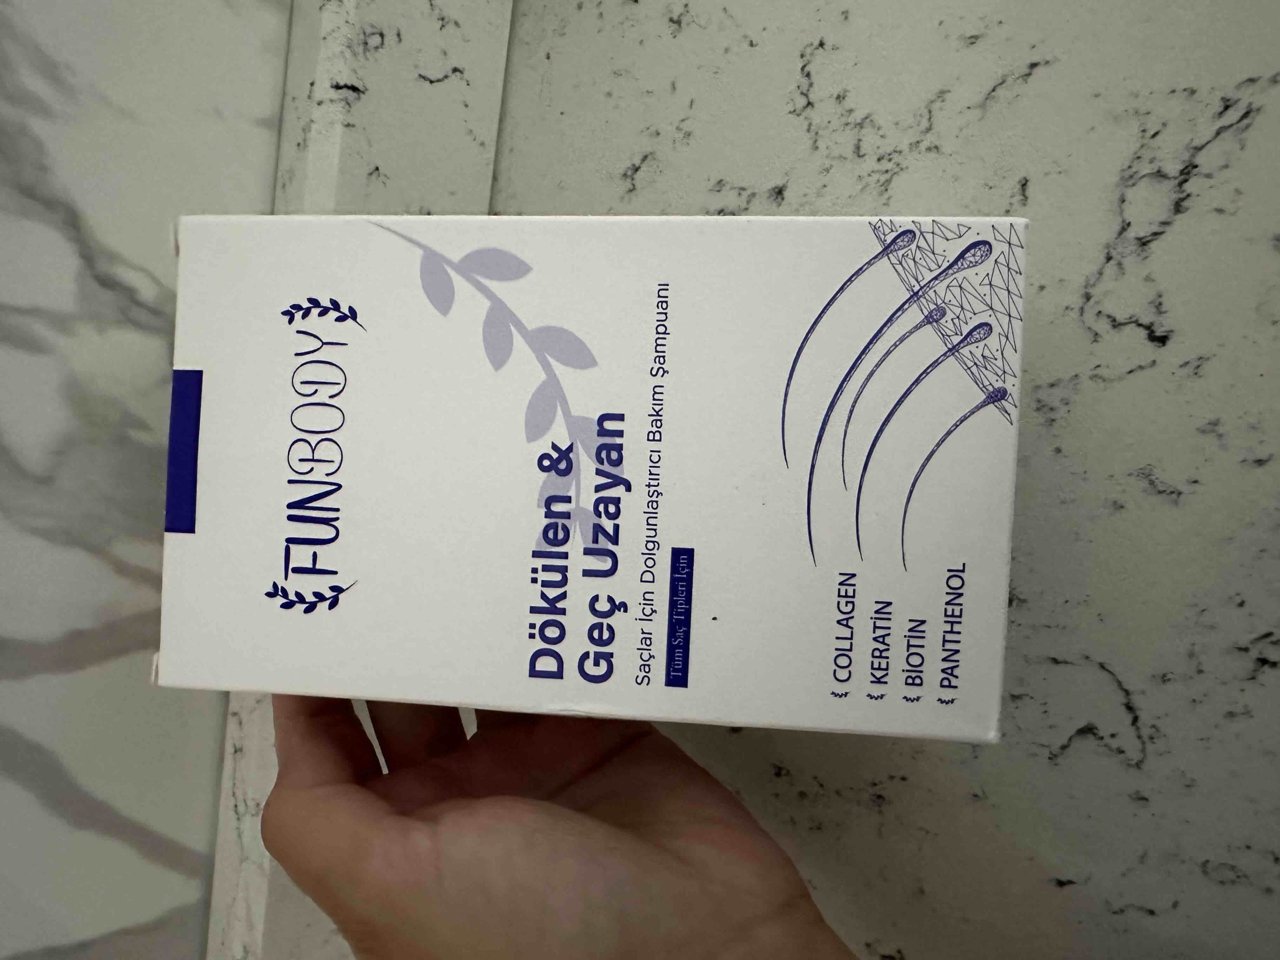 FUNBODY
Dökülen &
Geç Uzayan
Saçlar İçin Dolgunlaştırıcı Bakım Şampuanı
Tüm Saç Tipleri İçin
COLLAGEN
KERATİN
BİOTİN
PANTHENOL